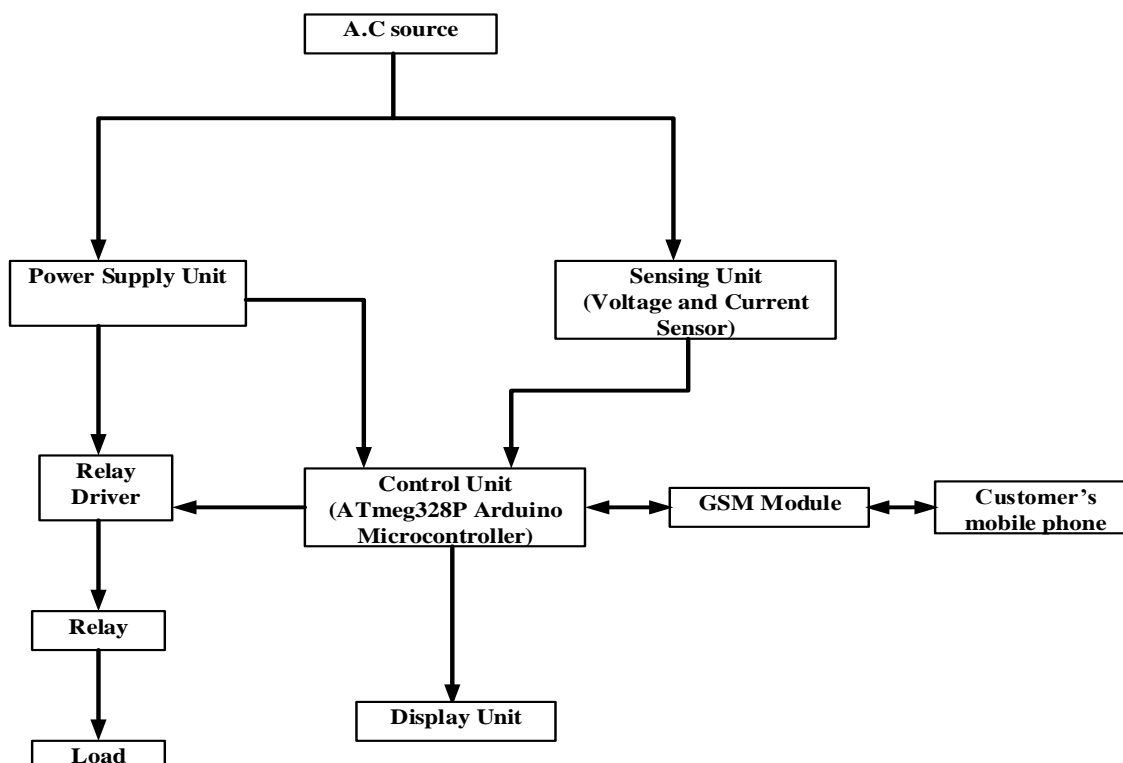 A.C source
Power Supply Unit
Sensing Unit
(Voltage and Current
Sensor)
Relay
Driver
Control Unit
(ATmeg328P Arduino
Microcontroller)
GSM Module
Customer’s
mobile phone
Relay
Display Unit
Load